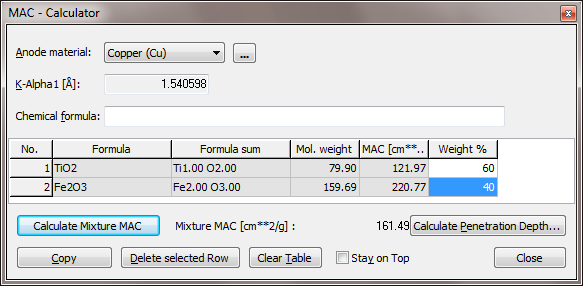 MAC - Calculator
Anode material: Copper (Cu) ...
K-Alpha1 [Å]: 1.540598
Chemical formula:
No. Formula Formula sum Mol. weight MAC [cm**.. Weight %
1 TiO2 Ti1.00 O2.00 79.90 121.97 60
2 Fe2O3 Fe2.00 O3.00 159.69 220.77 40
Calculate Mixture MAC Mixture MAC [cm**2/g] : 161.49 Calculate Penetration Depth...
Copy Delete selected Row Clear Table Stay on Top Close